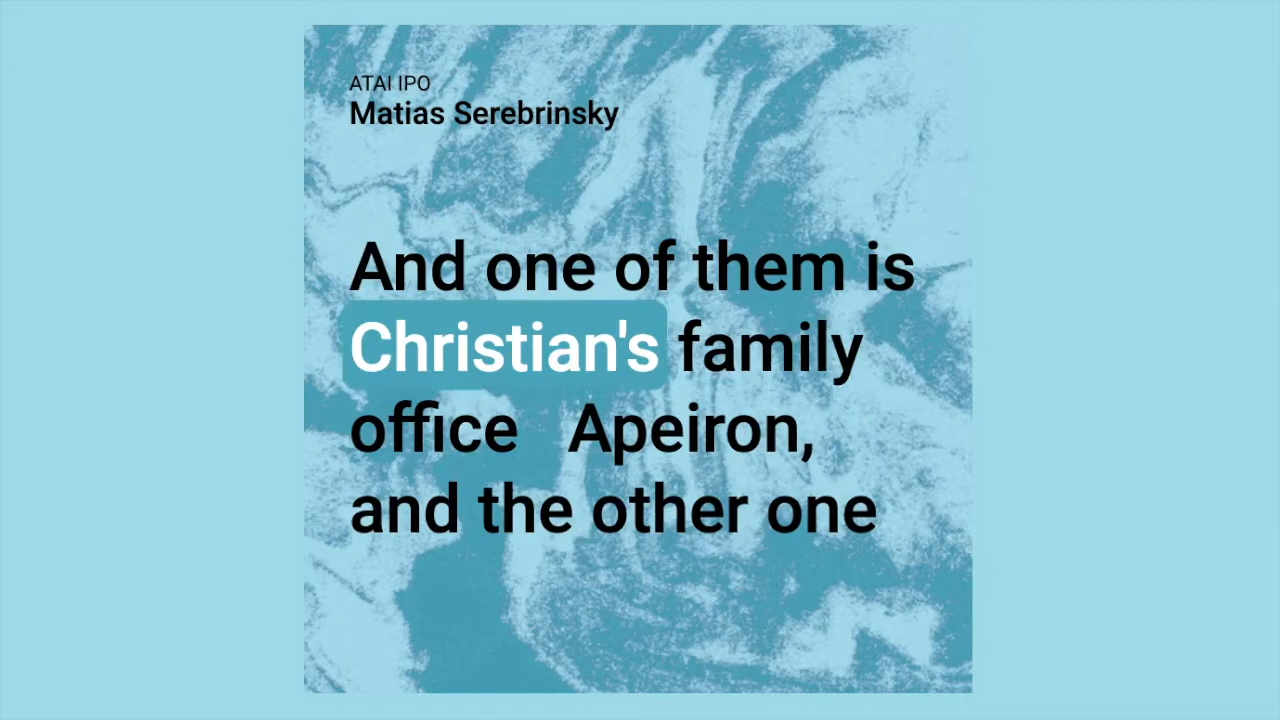 ATAI IPO
Matias Serebrinsky
And one of them is
Christian's family
office Apeiron,
and the other one